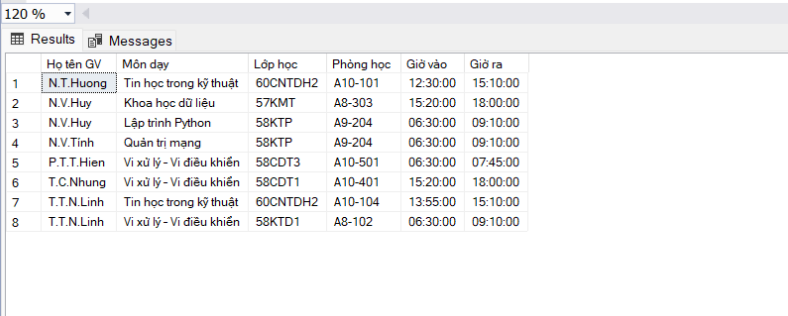 120 %
Results Messages
Họ tên GV Môn dạy Lớp học Phòng học Giờ vào Giờ ra
1 N.T.Huong Tin học trong kỹ thuật 60CNTDH2 A10-101 12:30:00 15:10:00
2 N.V.Huy Khoa học dữ liệu 57KMT A8-303 15:20:00 18:00:00
3 N.V.Huy Lập trình Python 58KTP A9-204 06:30:00 09:10:00
4 N.V.Tính Quản trị mạng 58KTP A9-204 06:30:00 09:10:00
5 P.T.T.Hien Vi xử lý - Vi điều khiển 58CDT3 A10-501 06:30:00 07:45:00
6 T.C.Nhung Vi xử lý - Vi điều khiển 58CDT1 A10-401 15:20:00 18:00:00
7 T.T.N.Linh Tin học trong kỹ thuật 60CNTDH2 A10-104 13:55:00 15:10:00
8 T.T.N.Linh Vi xử lý - Vi điều khiển 58KTD1 A8-102 06:30:00 09:10:00